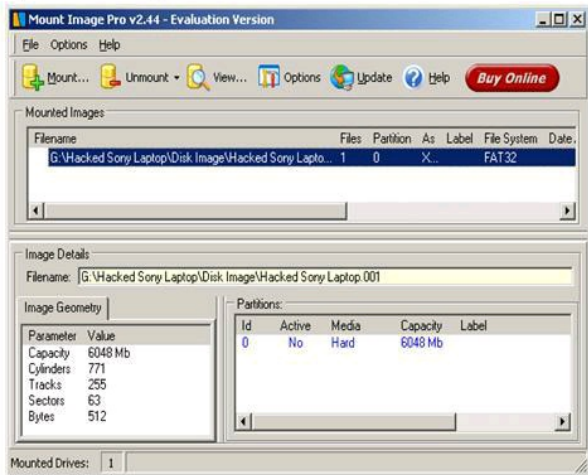 Mount Image Pro v2.44 - Evaluation Version
File Options Help
Mount... Unmount View... Options Update Help Buy Online
Mounted Images
Filename Files Partition As Label File System Date.
G:\Hacked Sony Laptop\Disk Image\Hacked Sony Lapto... 1 0 X... FAT32
Image Details
Filename: G:\Hacked Sony Laptop\Disk Image\Hacked Sony Laptop.001
Image Geometry
Parameter Value
Capacity 6048 Mb
Cylinders 771
Tracks 255
Sectors 63
Bytes 512
Partitions:
Id Active Media Capacity Label
0 No Hard 6048 Mb
Mounted Drives: 1